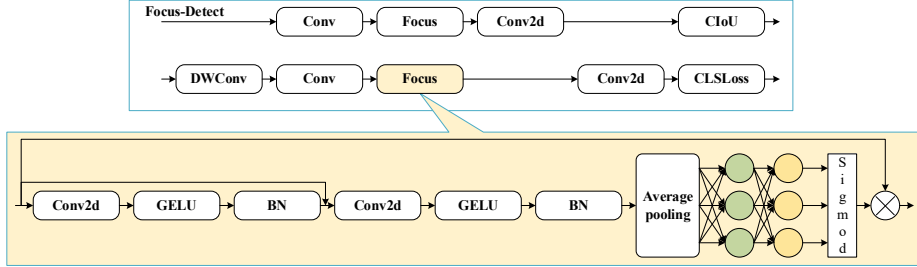 Focus-Detect
Conv
Focus
Conv2d
CIoU
DWConv
Conv
Focus
Conv2d
CLSLoss
Conv2d
GELU
BN
Conv2d
GELU
BN
Average
pooling
Sigmod